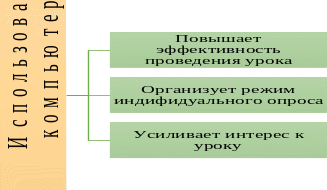 Использова
компьютер
Повышает
эффективность
проведения урока
Организует режим
индифидуального опроса
Усиливает интерес к
уроку